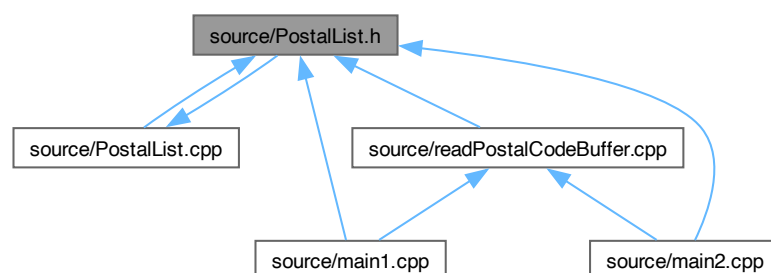 source/PostalList.h
source/PostalList.cpp
source/readPostalCodeBuffer.cpp
source/main1.cpp
source/main2.cpp